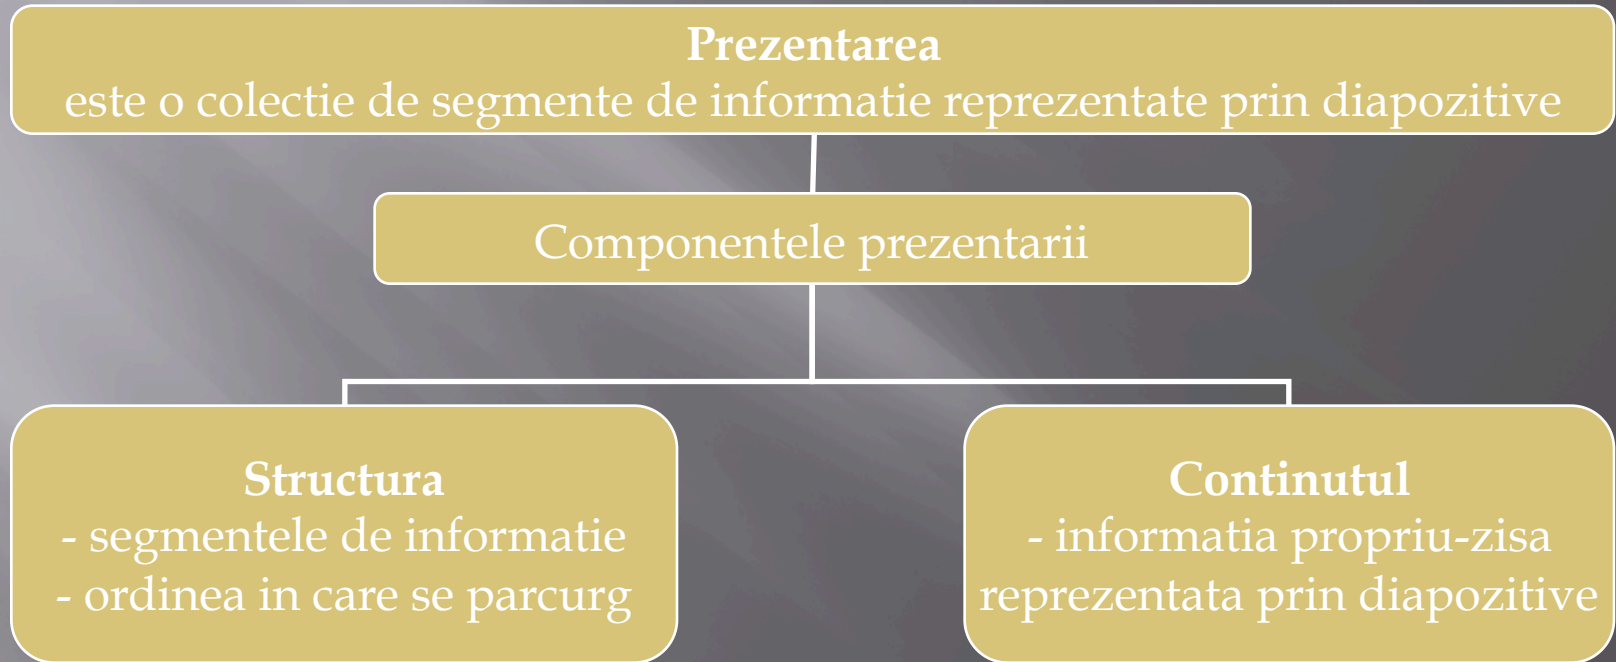 Prezentarea
este o colectie de segmente de informatie reprezentate prin diapozitive
Componentele prezentarii
Structura
- segmentele de informatie
- ordinea in care se parcurg
Continutul
- informatia propriu-zisa
reprezentata prin diapozitive